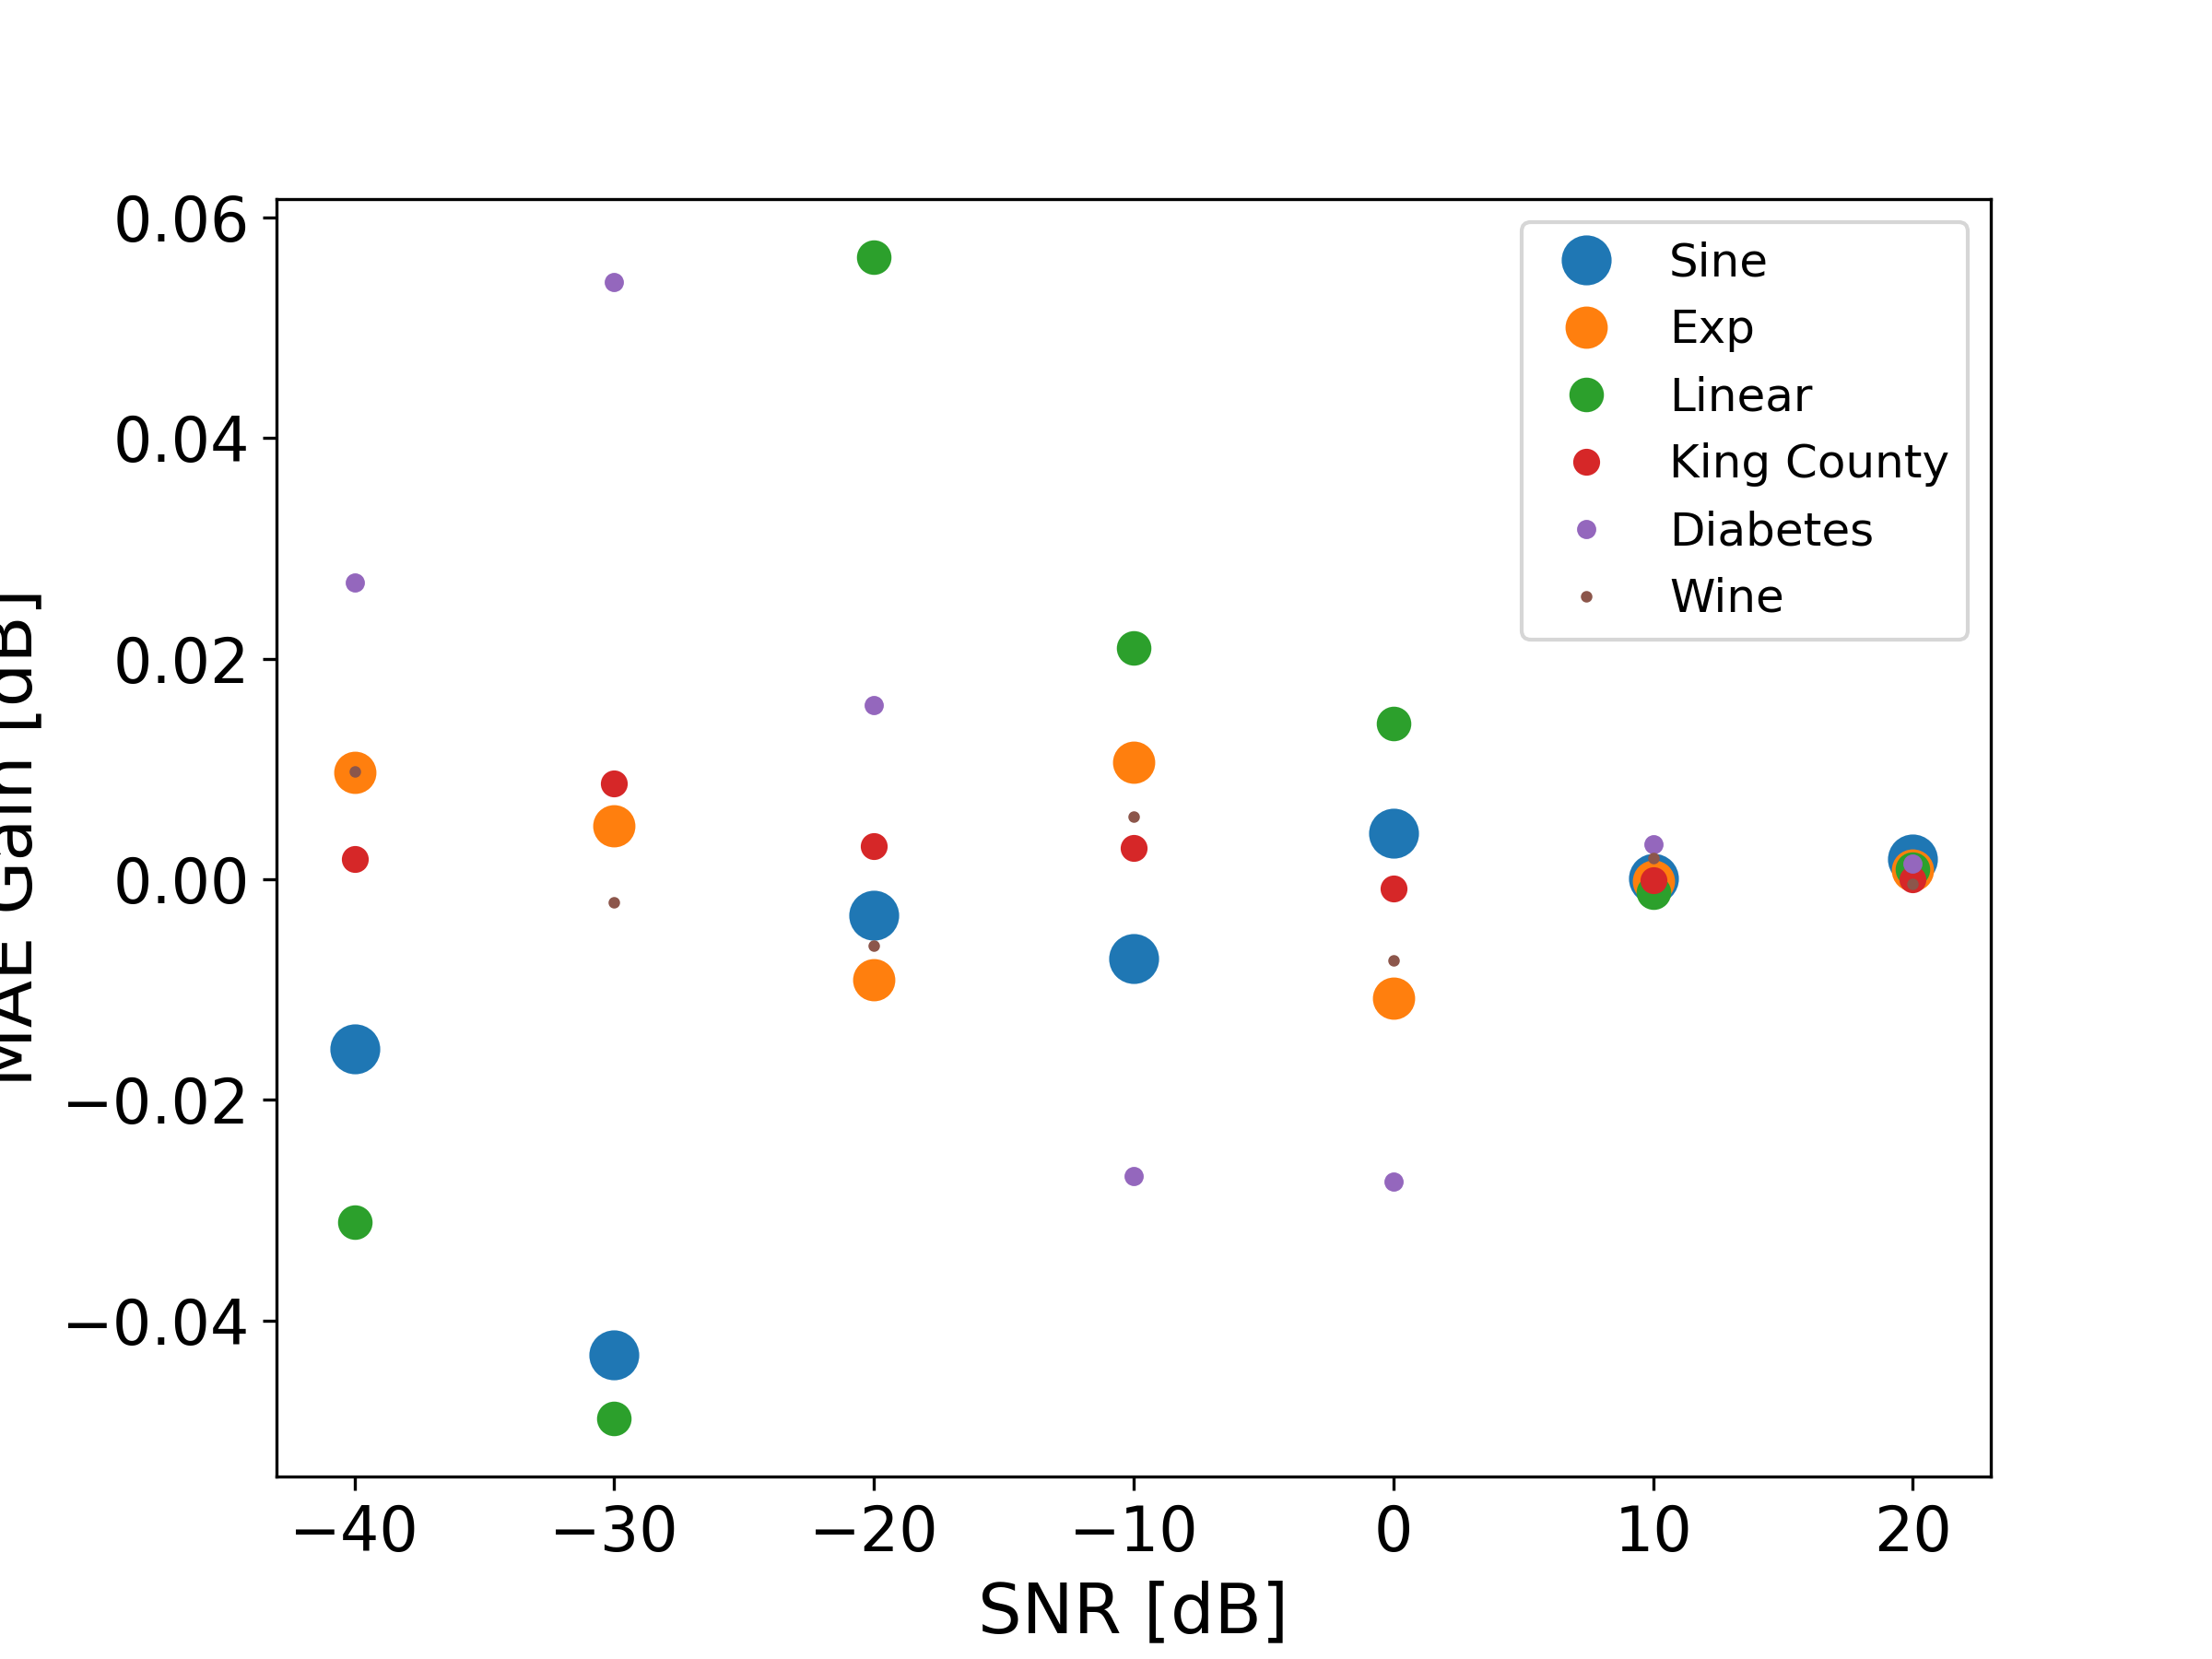 0.06
0.04
0.02
0.00
−0.02
−0.04
MAE Gain [dB]
−40 −30 −20 −10 0 10 20
SNR [dB]
Sine
Exp
Linear
King County
Diabetes
Wine